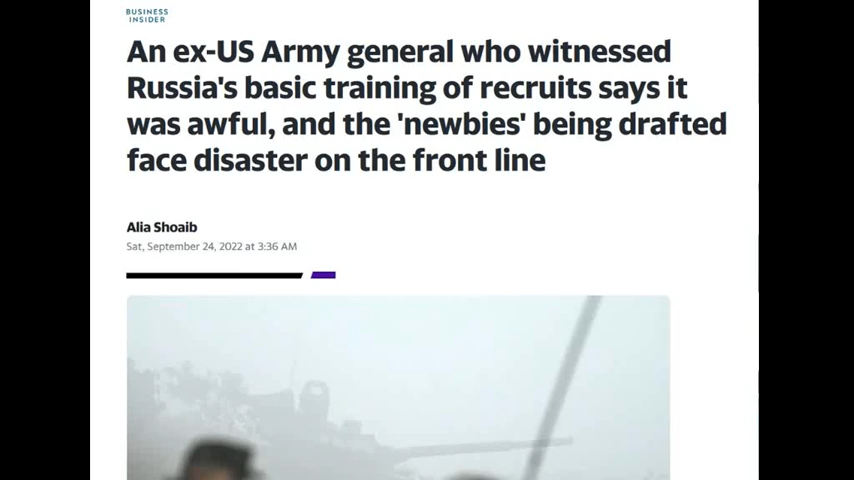 BUSINESS
INSIDER
An ex-US Army general who witnessed
Russia's basic training of recruits says it
was awful, and the 'newbies' being drafted
face disaster on the front line
Alia Shoaib
Sat, September 24, 2022 at 3:36 AM